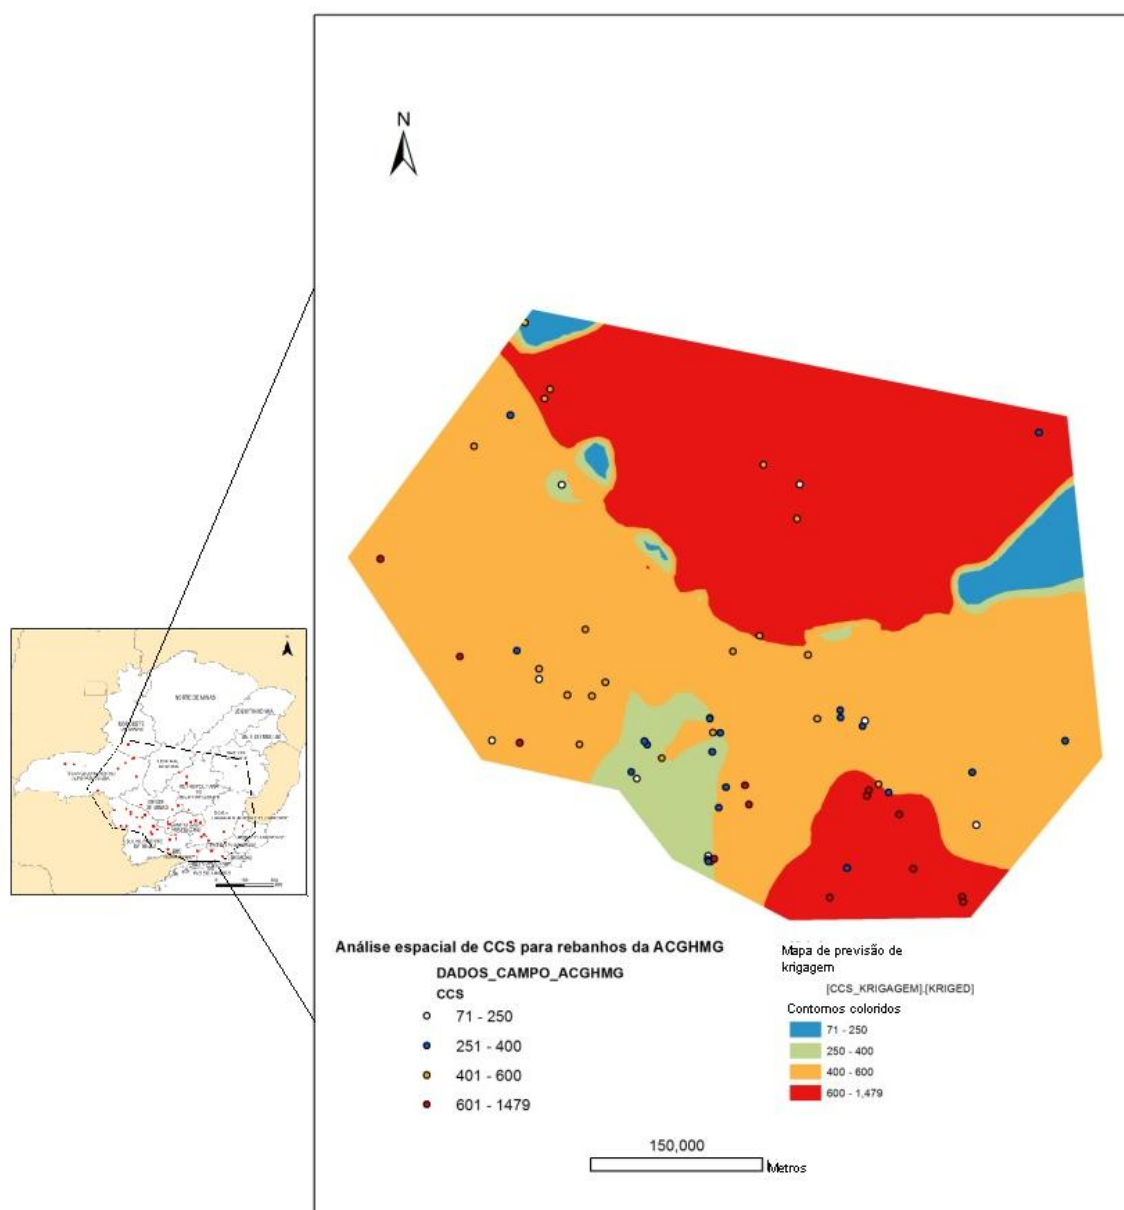 N
NORTE DE MINAS
Análise espacial de CCS para rebanhos da ACGHMG
DADOS_CAMPO_ACGHMG
CCS
71 - 250
251 - 400
401 - 600
601 - 1479
Mapa de previsão de
krigagem
[CCS_KRIGAGEM].[KRIGED]
Contornos coloridos
71 - 250
250 - 400
400 - 600
600 - 1,479
150,000
Metros